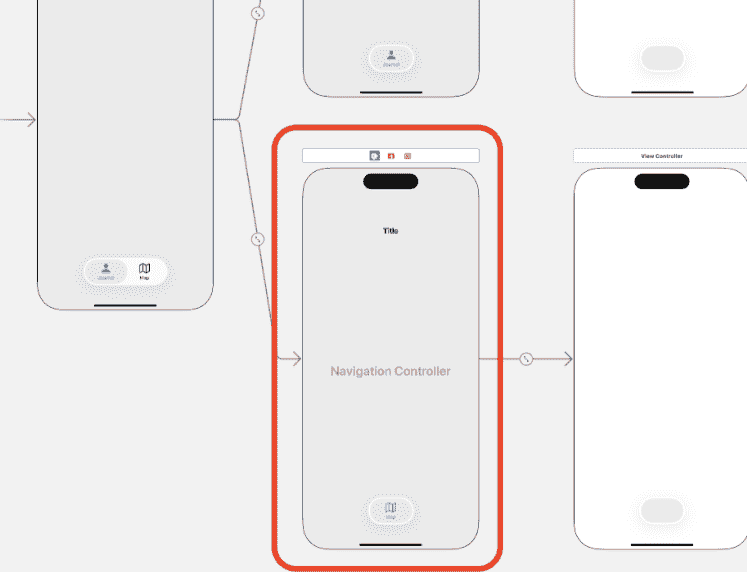 Journal
View Controller
Title
Journal
Map
Navigation Controller
Map